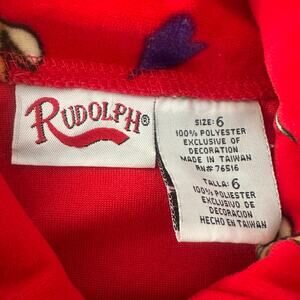 RUDOLPH®
SIZE: 6
100% POLYESTER
EXCLUSIVE OF
DECORATION
MADE IN TAIWAN
RN# 76516
TALLA: 6
100% POLIESTER
EXCLUSIVO DE
DECORACION
HECHO EN TAIWAN